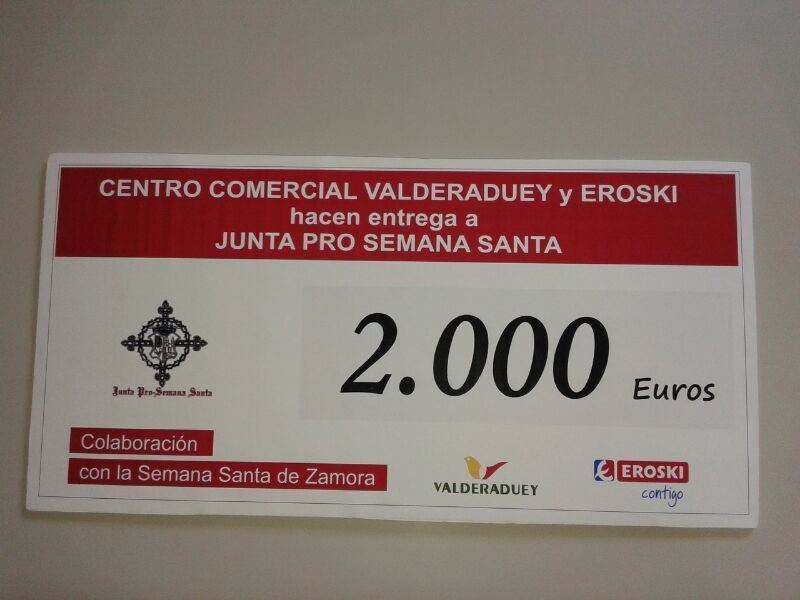 CENTRO COMERCIAL VALDERADUEY y EROSKI
hacen entrega a
JUNTA PRO SEMANA SANTA
2.000 Euros
Junta Pro-Semana Santa
Colaboración
con la Semana Santa de Zamora
VALDERADUEY
EROSKI
contigo